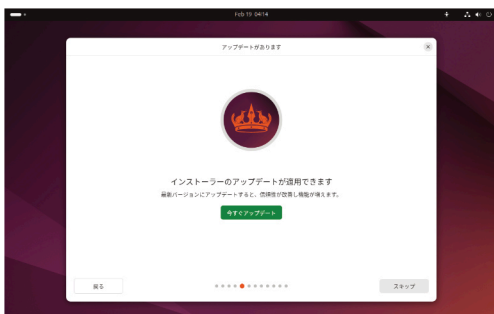 Feb 19 04:14
アップデートがあります
インストーラーのアップデートが適用できます
最新バージョンにアップデートすると、信頼性が改善し機能が増えます。
今すぐアップデート
戻る
スキップ